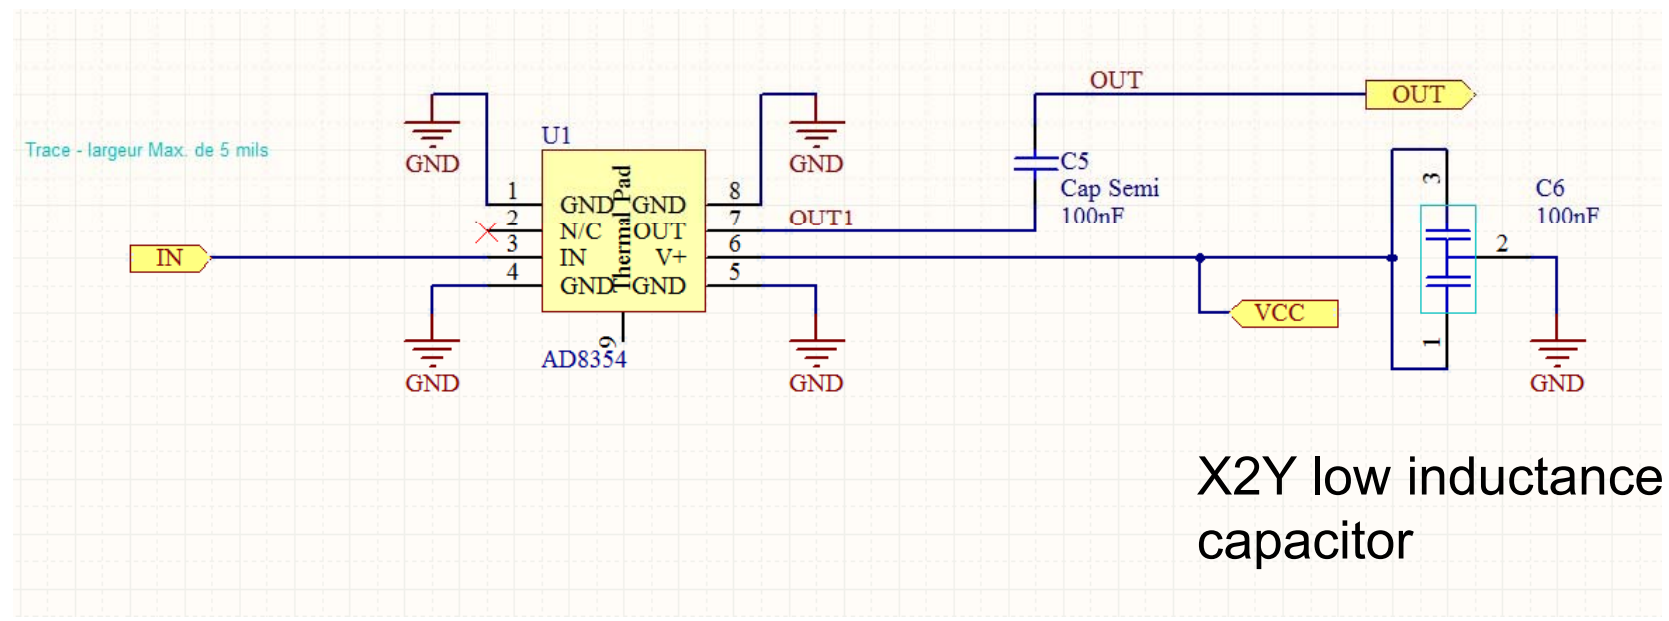 OUT
OUT
Trace - largeur Max. de 5 mils
GND
U1
GND
C5
Cap Semi
100nF
C6
100nF
3
2
1
GND
1
2
3
4
GND
N/C
IN
GND
Thermal Pad
GND
OUT
V+
GND
8
7
6
5
9
OUT1
IN
VCC
AD8354
GND
GND
GND
X2Y low inductance
capacitor